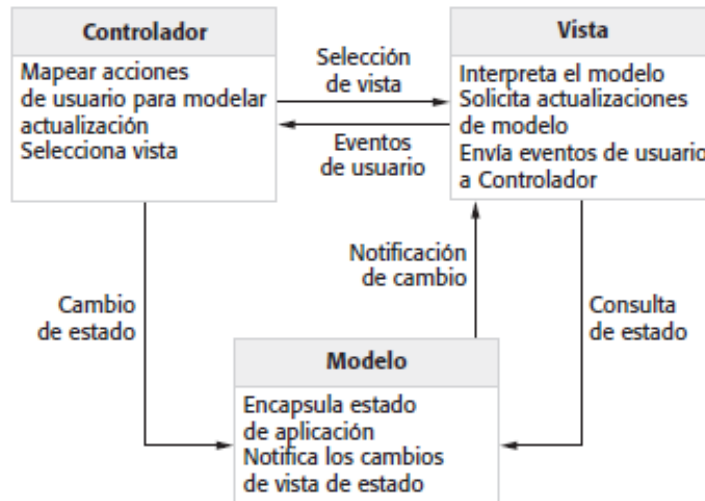 Controlador
Mapear acciones
de usuario para modelar
actualización
Selecciona vista
Selección
de vista
Eventos
de usuario
Vista
Interpreta el modelo
Solicita actualizaciones
de modelo
Envía eventos de usuario
a Controlador
Cambio
de estado
Notificación
de cambio
Consulta
de estado
Modelo
Encapsula estado
de aplicación
Notifica los cambios
de vista de estado